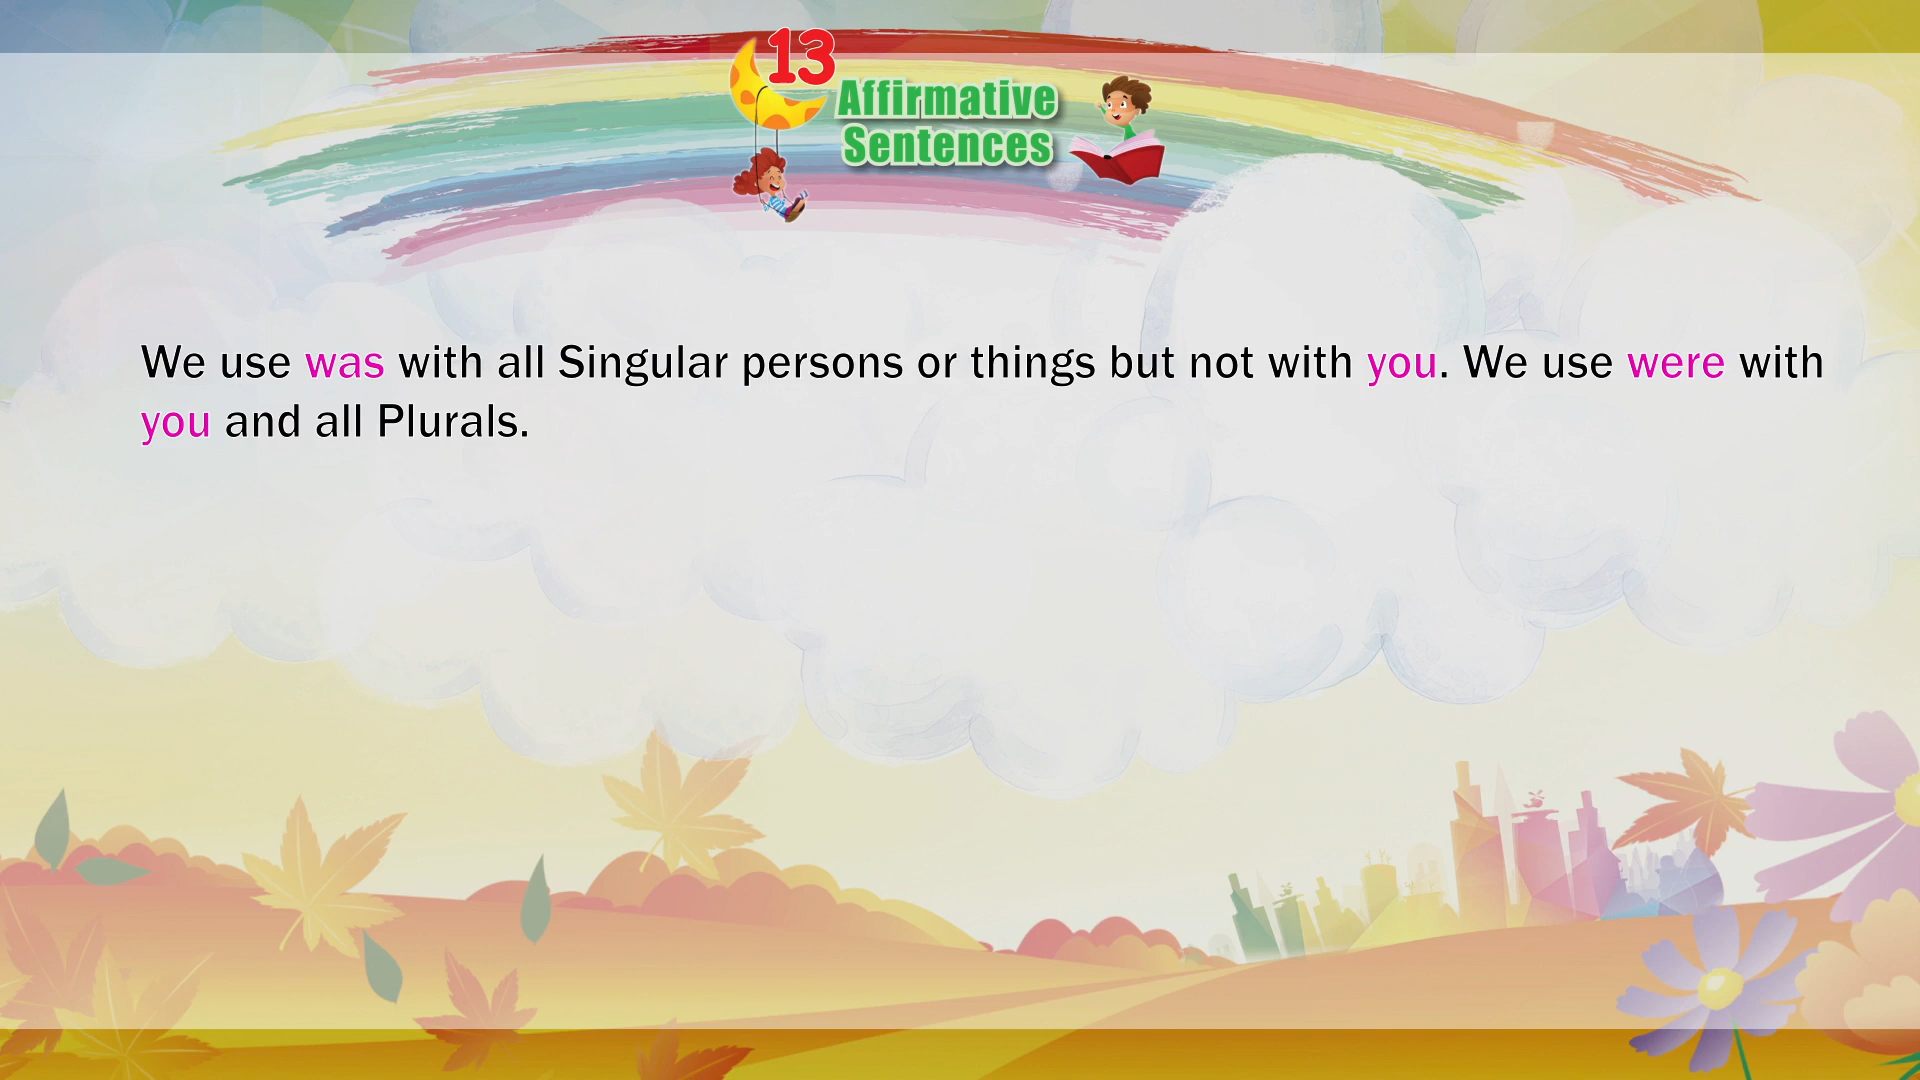 13
Affirmative
Sentences
We use was with all Singular persons or things but not with you. We use were with
you and all Plurals.